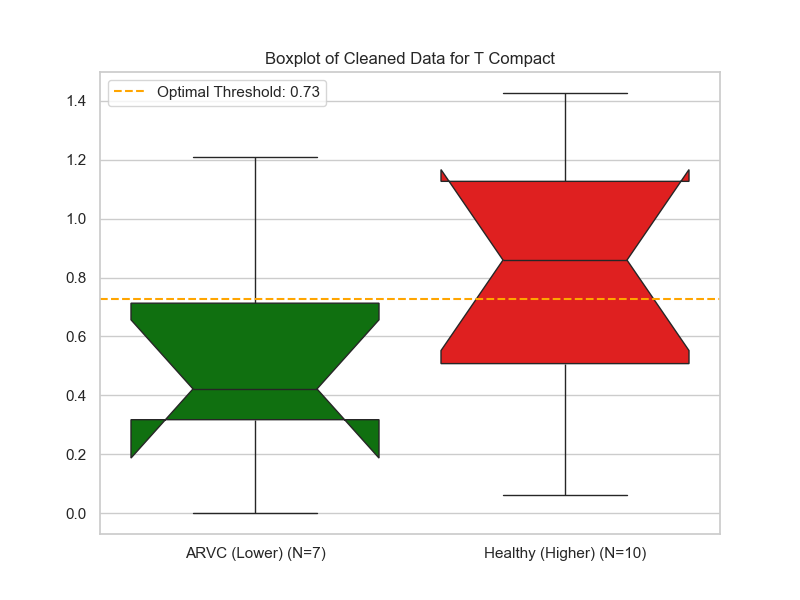 Boxplot of Cleaned Data for T Compact
Optimal Threshold: 0.73
1.4
1.2
1.0
0.8
0.6
0.4
0.2
0.0
ARVC (Lower) (N=7)
Healthy (Higher) (N=10)